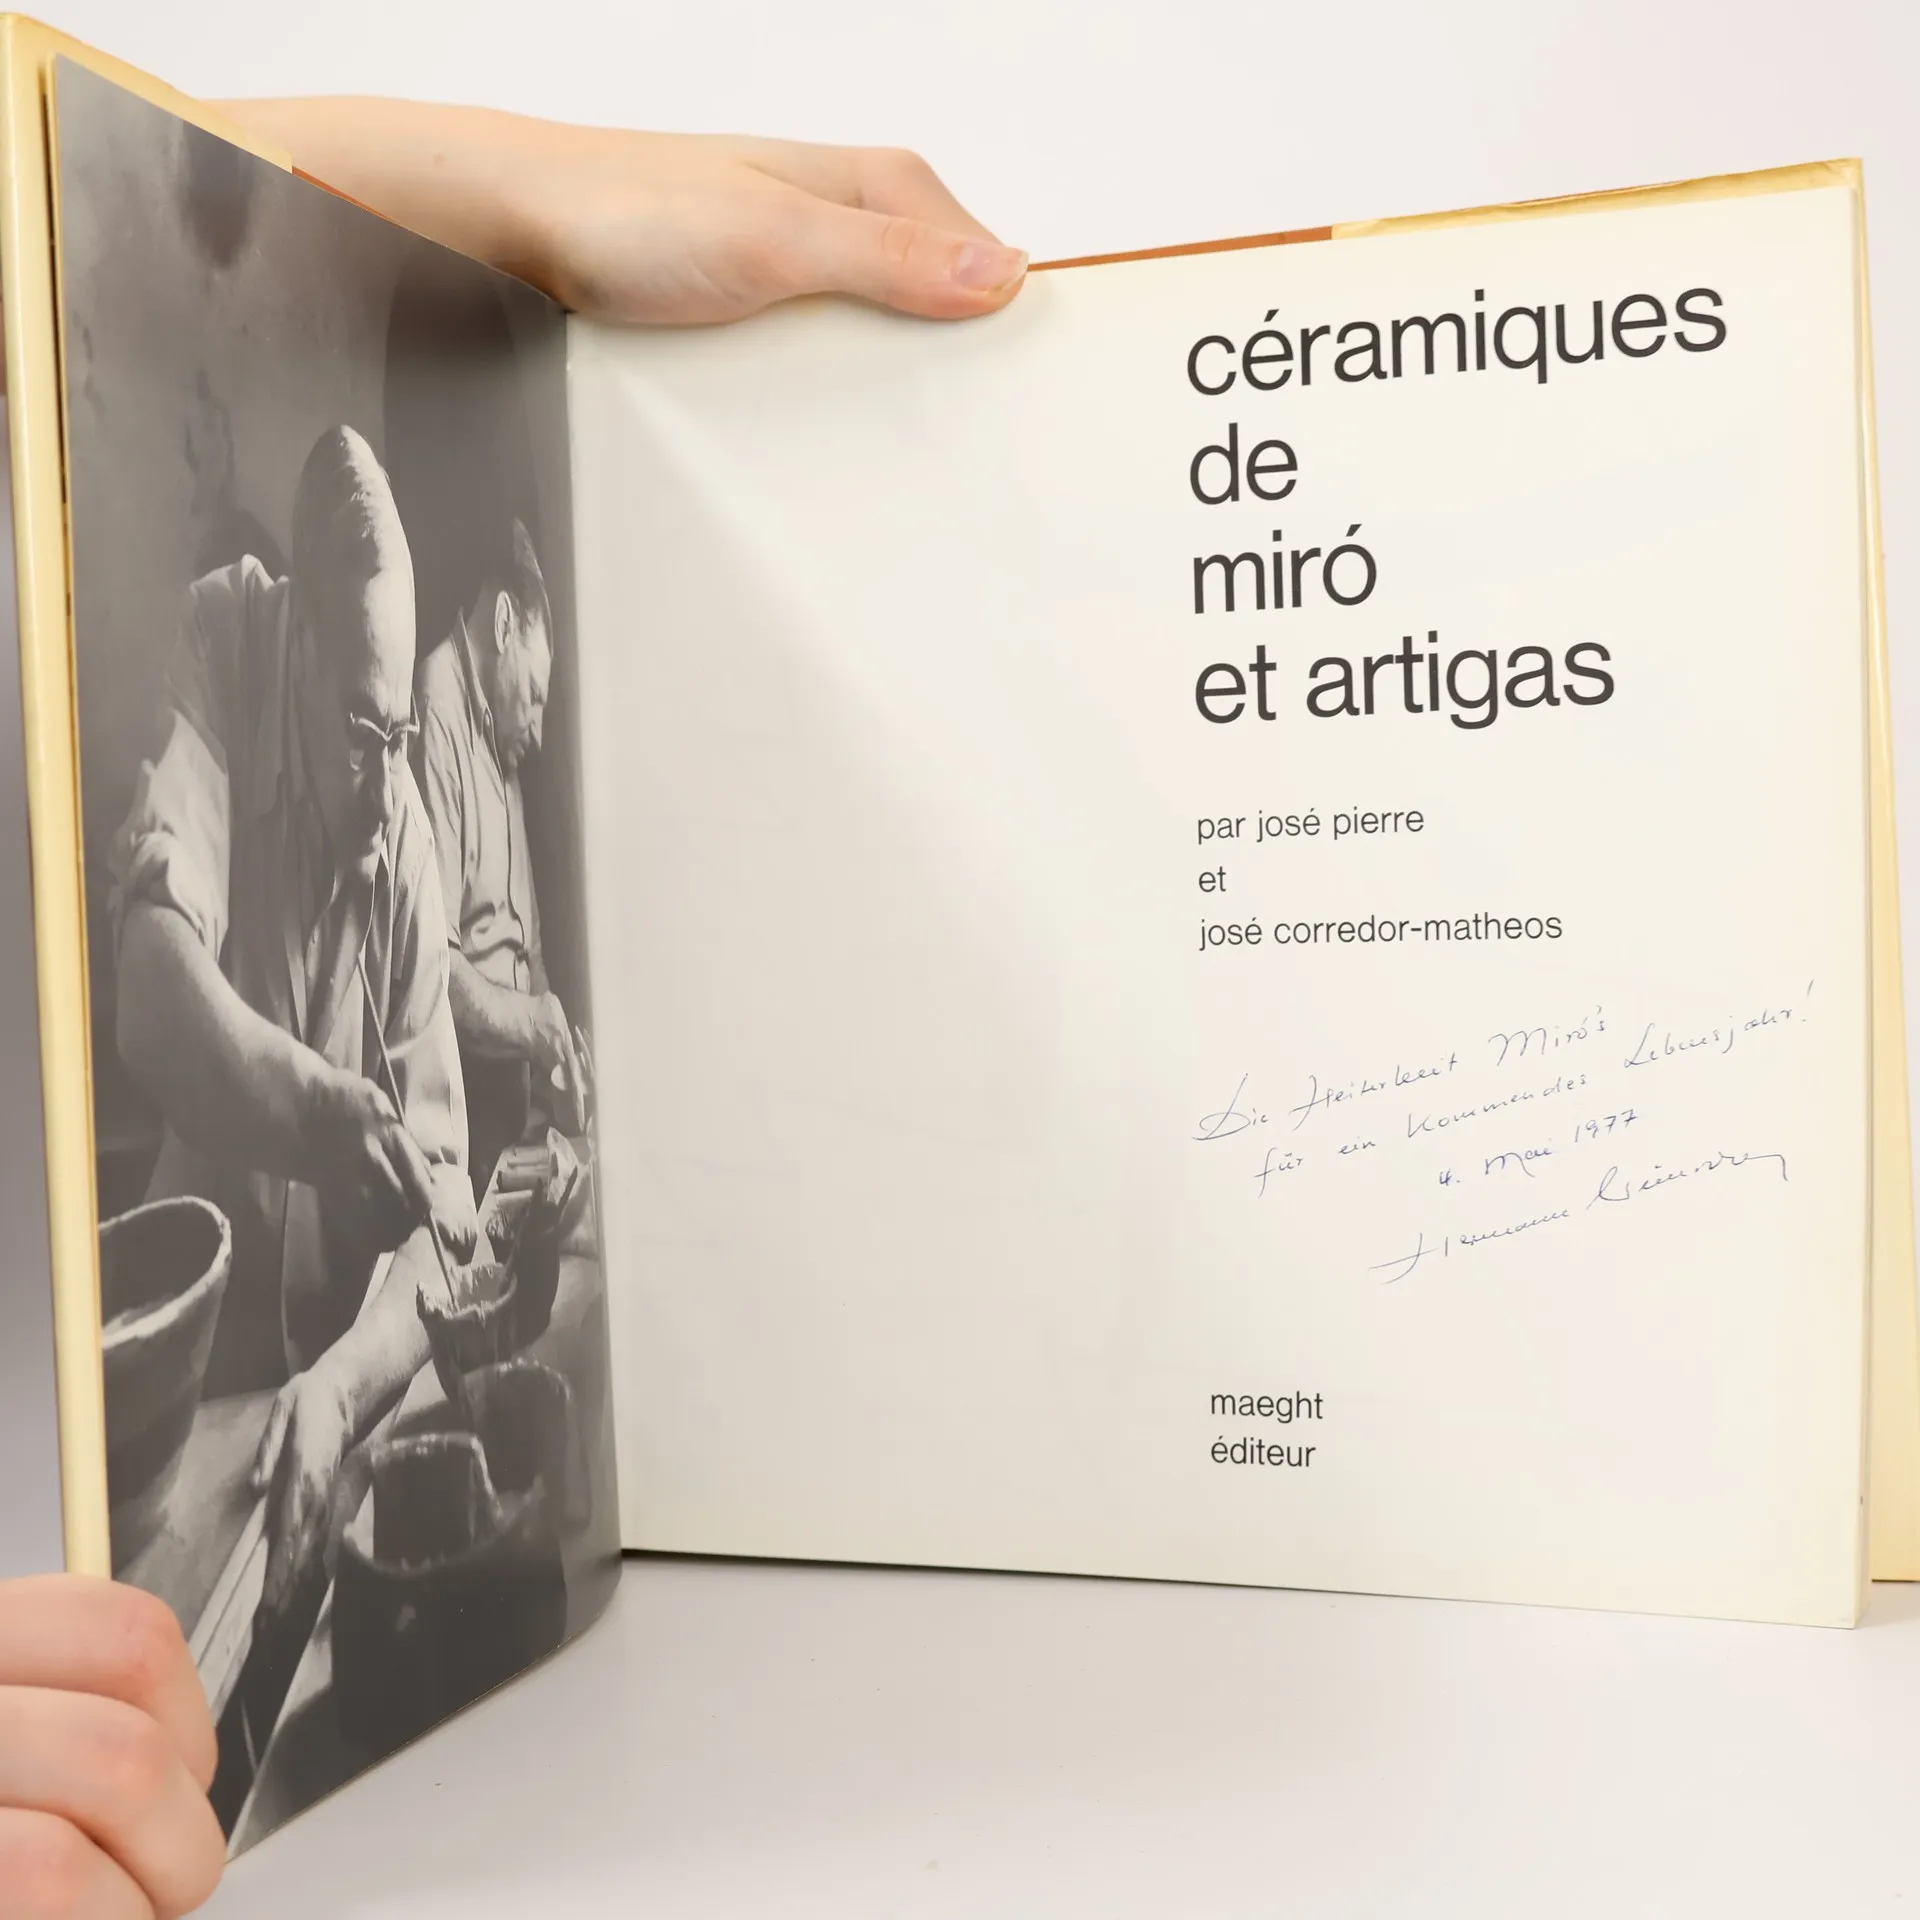 céramiques
de
miró
et artigas
par josé pierre
et
josé corredor-matheos
Die Heiterkeit Miró's
für ein Kommendes Lebensjahr!
4. Mai 1977
Hermann
maeght
éditeur